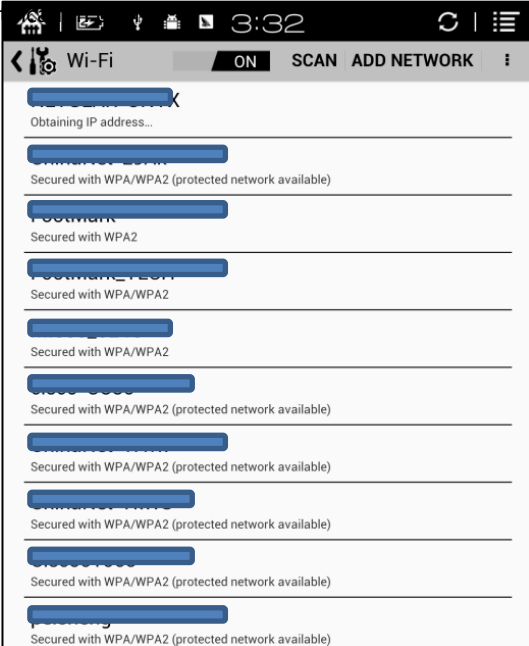 3:32
Wi-Fi ON SCAN ADD NETWORK
Obtaining IP address...
Secured with WPA/WPA2 (protected network available)
Secured with WPA2
Secured with WPA/WPA2
Secured with WPA/WPA2
Secured with WPA/WPA2 (protected network available)
Secured with WPA/WPA2 (protected network available)
Secured with WPA/WPA2 (protected network available)
Secured with WPA/WPA2 (protected network available)
Secured with WPA/WPA2 (protected network available)